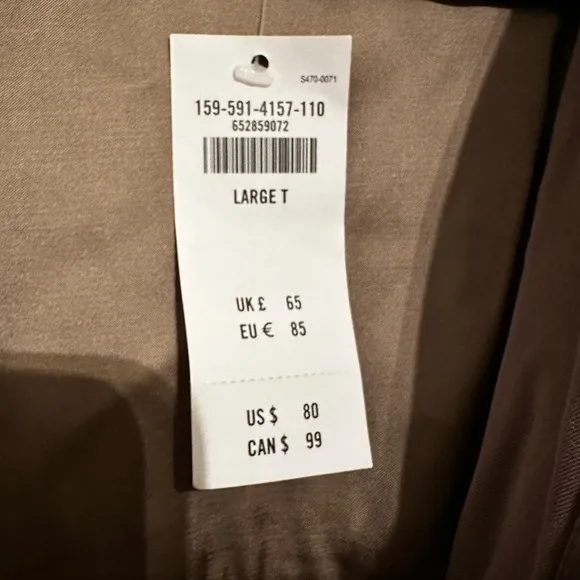 S470-0071
159-591-4157-110
652859072
LARGE T
UK £ 65
EU € 85
US $ 80
CAN $ 99